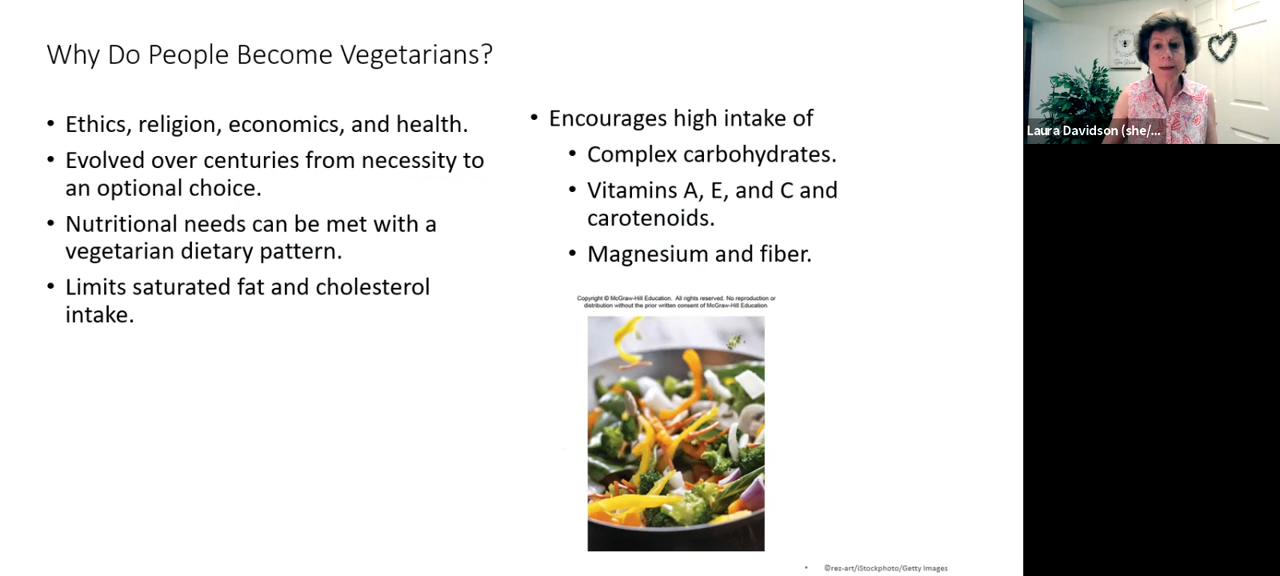 Why Do People Become Vegetarians?
• Ethics, religion, economics, and health.
• Evolved over centuries from necessity to
an optional choice.
• Nutritional needs can be met with a
vegetarian dietary pattern.
• Limits saturated fat and cholesterol
intake.
• Encourages high intake of
• Complex carbohydrates.
• Vitamins A, E, and C and
carotenoids.
• Magnesium and fiber.
Copyright © McGraw-Hill Education. All rights reserved. No reproduction or
distribution without the prior written consent of McGraw-Hill Education.
• ©rez-art/iStockphoto/Getty Images
Laura Davidson (she/...